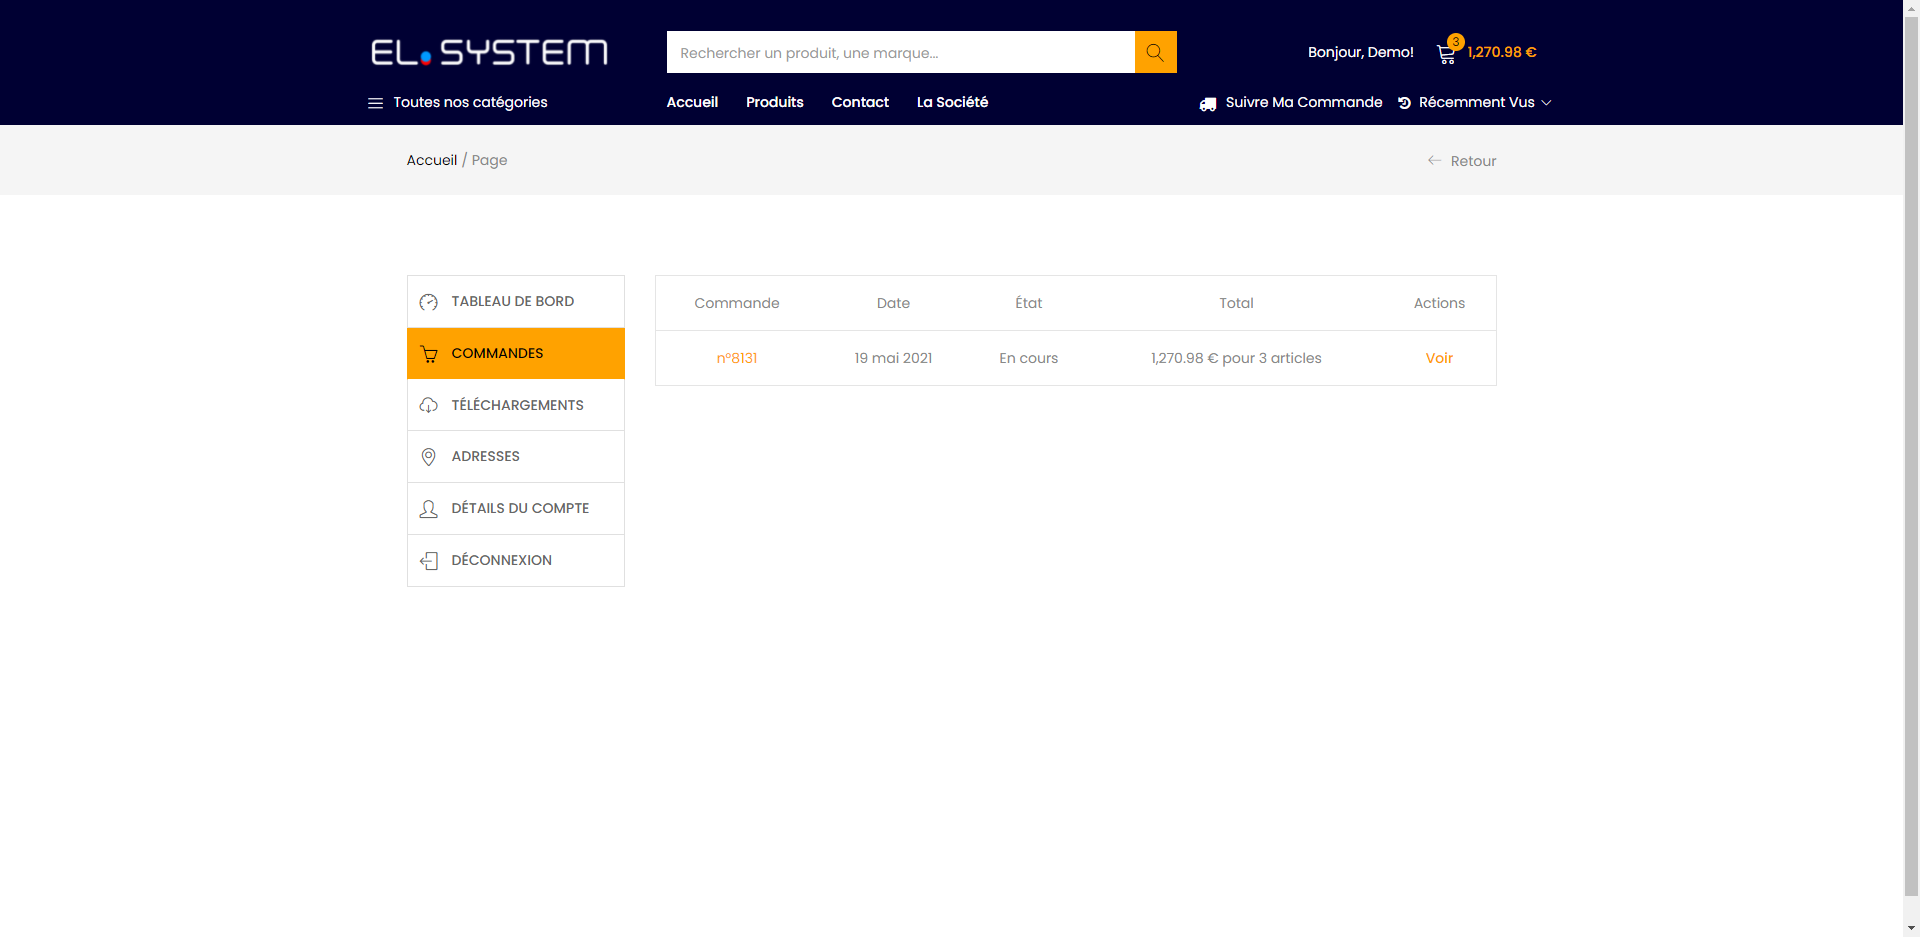 EL.SYSTEM
Rechercher un produit, une marque...
Bonjour, Demo!
3
1,270.98 €
Toutes nos catégories
Accueil
Produits
Contact
La Société
Suivre Ma Commande
Récemment Vus
Accueil / Page
Retour
TABLEAU DE BORD
COMMANDES
TÉLÉCHARGEMENTS
ADRESSES
DÉTAILS DU COMPTE
DÉCONNEXION
Commande Date État Total Actions
n°8131 19 mai 2021 En cours 1,270.98 € pour 3 articles Voir